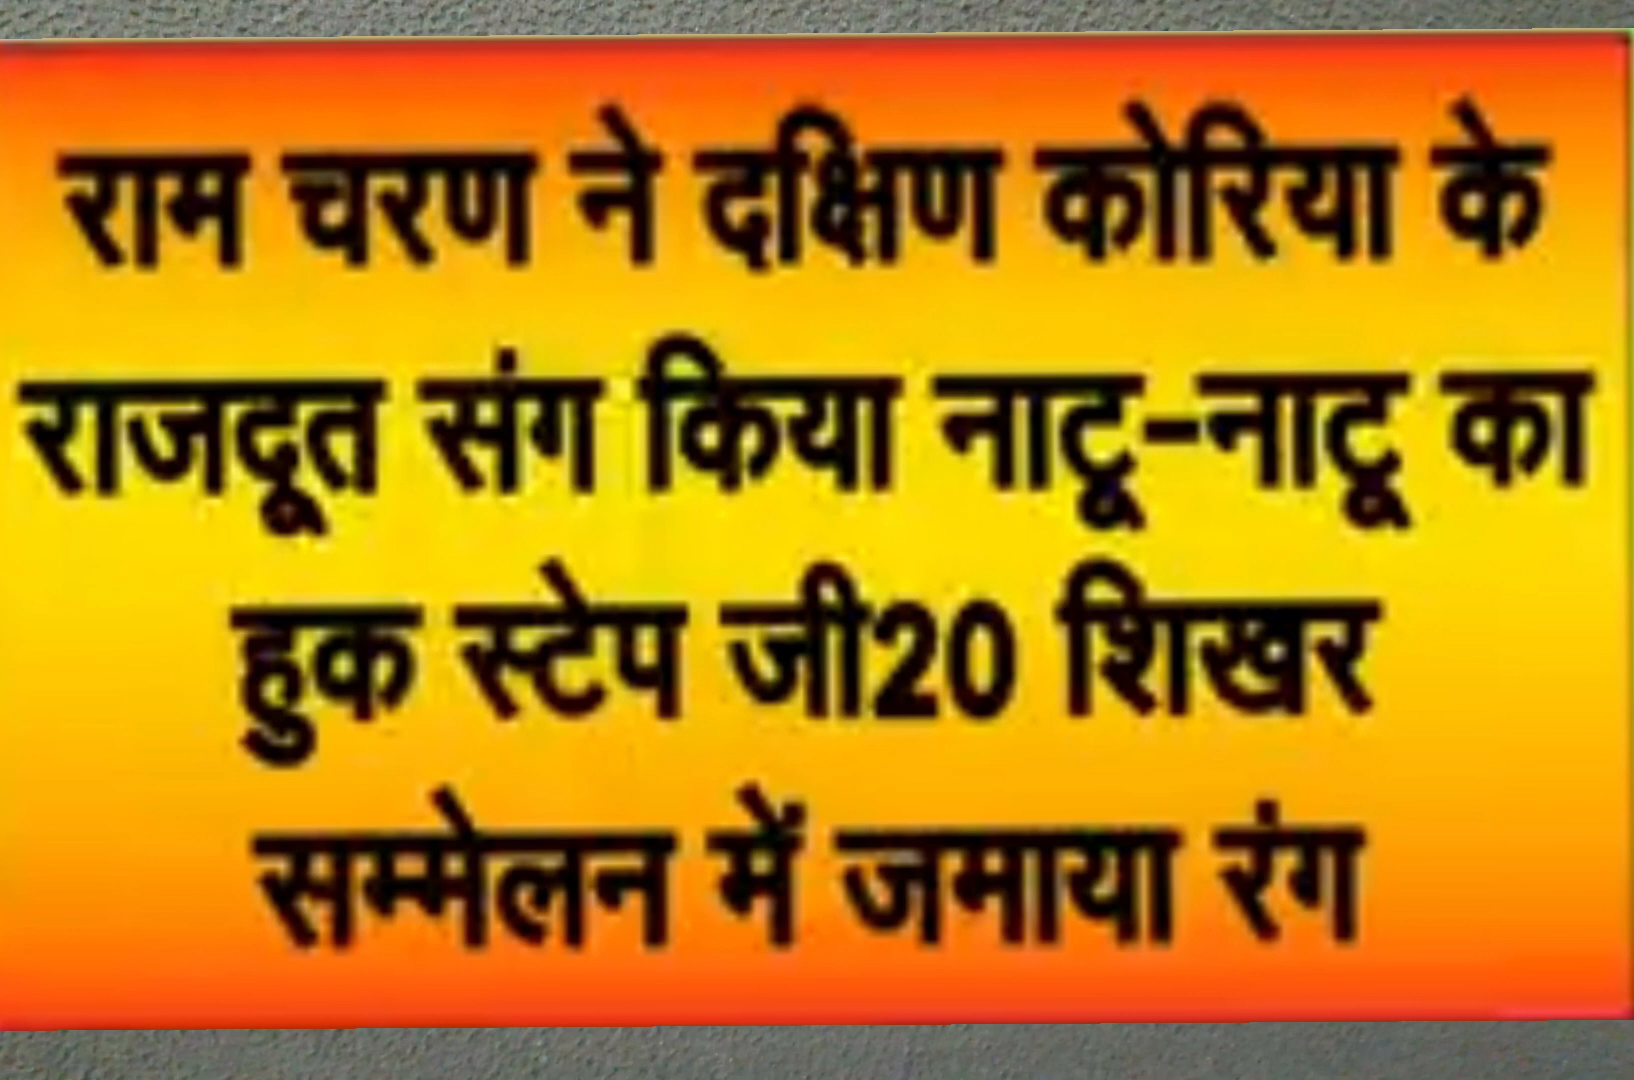 राम चरण ने दक्षिण कोरिया के
राजदूत संग किया नाटू-नाटू का
हुक स्टेप जी20 शिखर
सम्मेलन में जमाया रंग